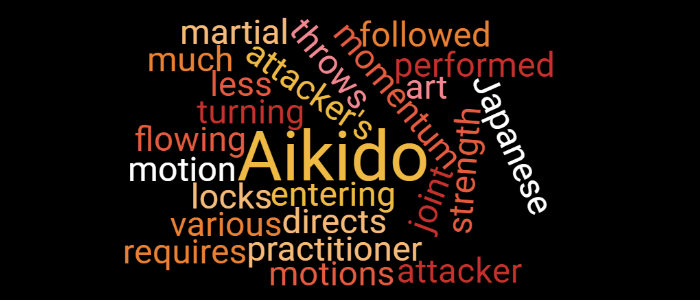 martial
throws
momentum
followed
much
attacker's
performed
less
art
Japanese
turning
strength
flowing
Aikido
motion
joint
locks
entering
various
directs
requires
practitioner
motions
attacker